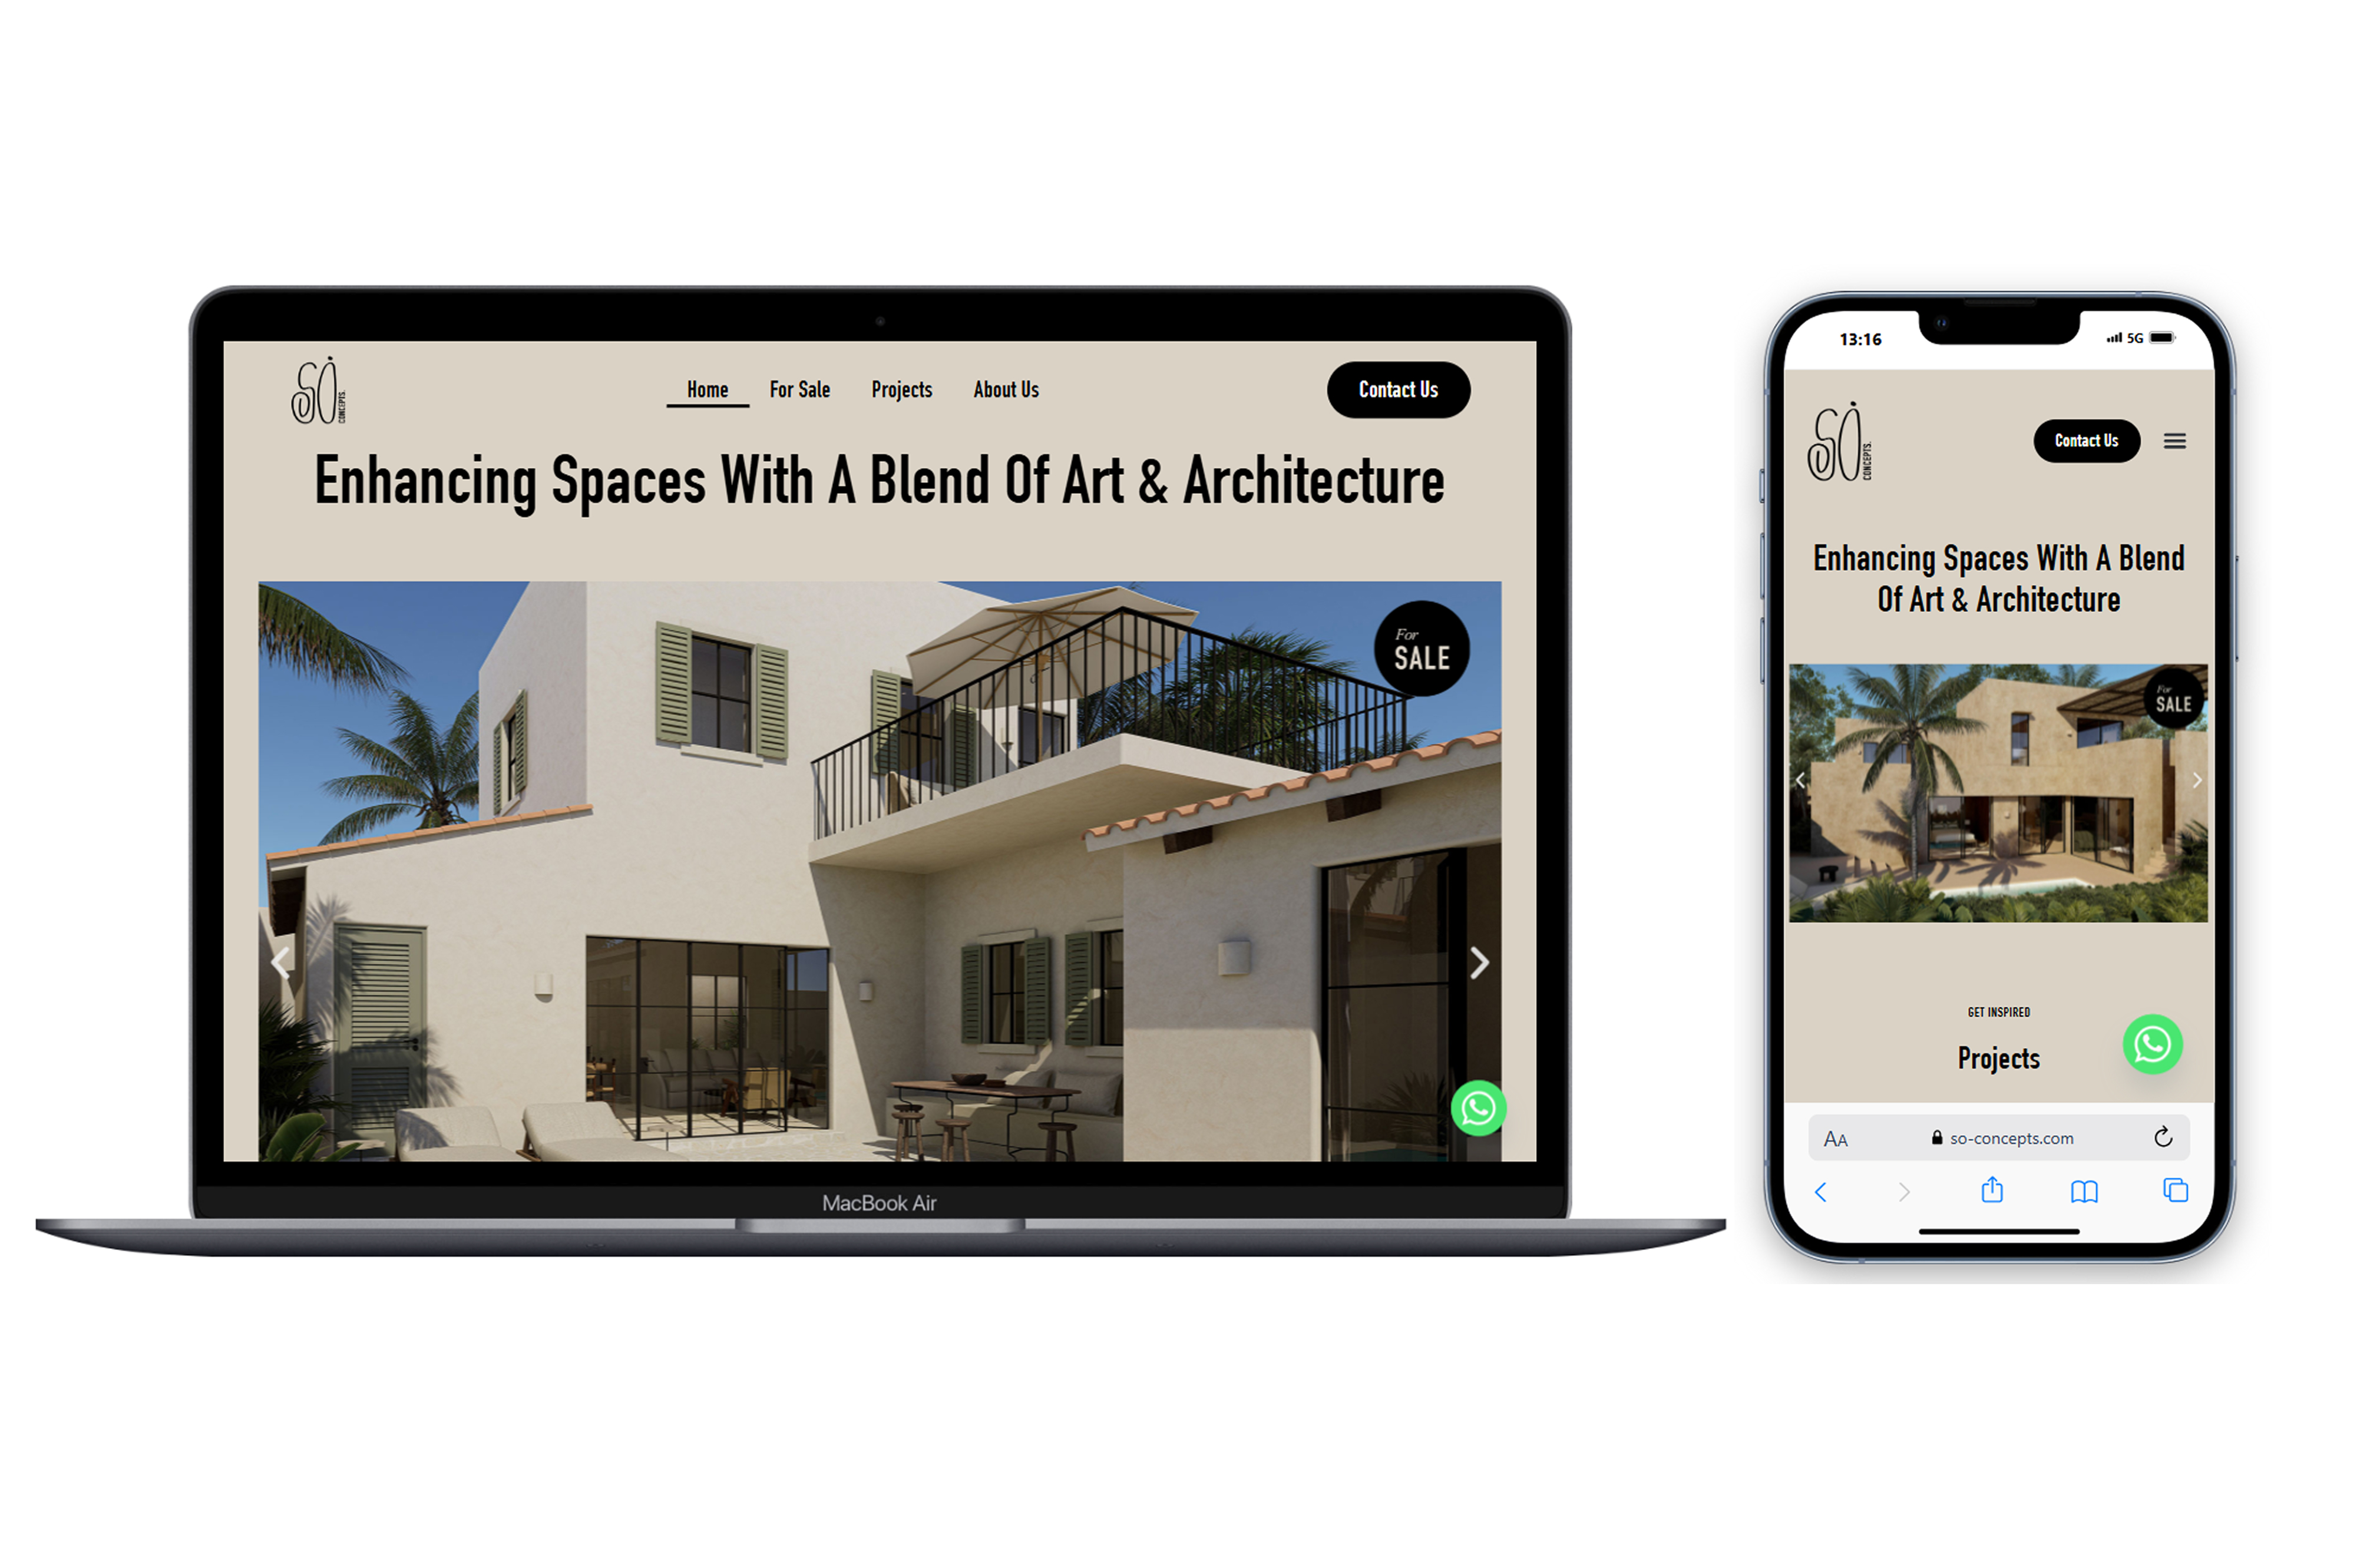 SO
CONCEPTS.
Home
For Sale
Projects
About Us
Contact Us
Enhancing Spaces With A Blend Of Art & Architecture
For
SALE
MacBook Air
13:16
5G
SO
CONCEPTS.
Contact Us
Enhancing Spaces With A Blend
Of Art & Architecture
For
SALE
GET INSPIRED
Projects
AA
so-concepts.com